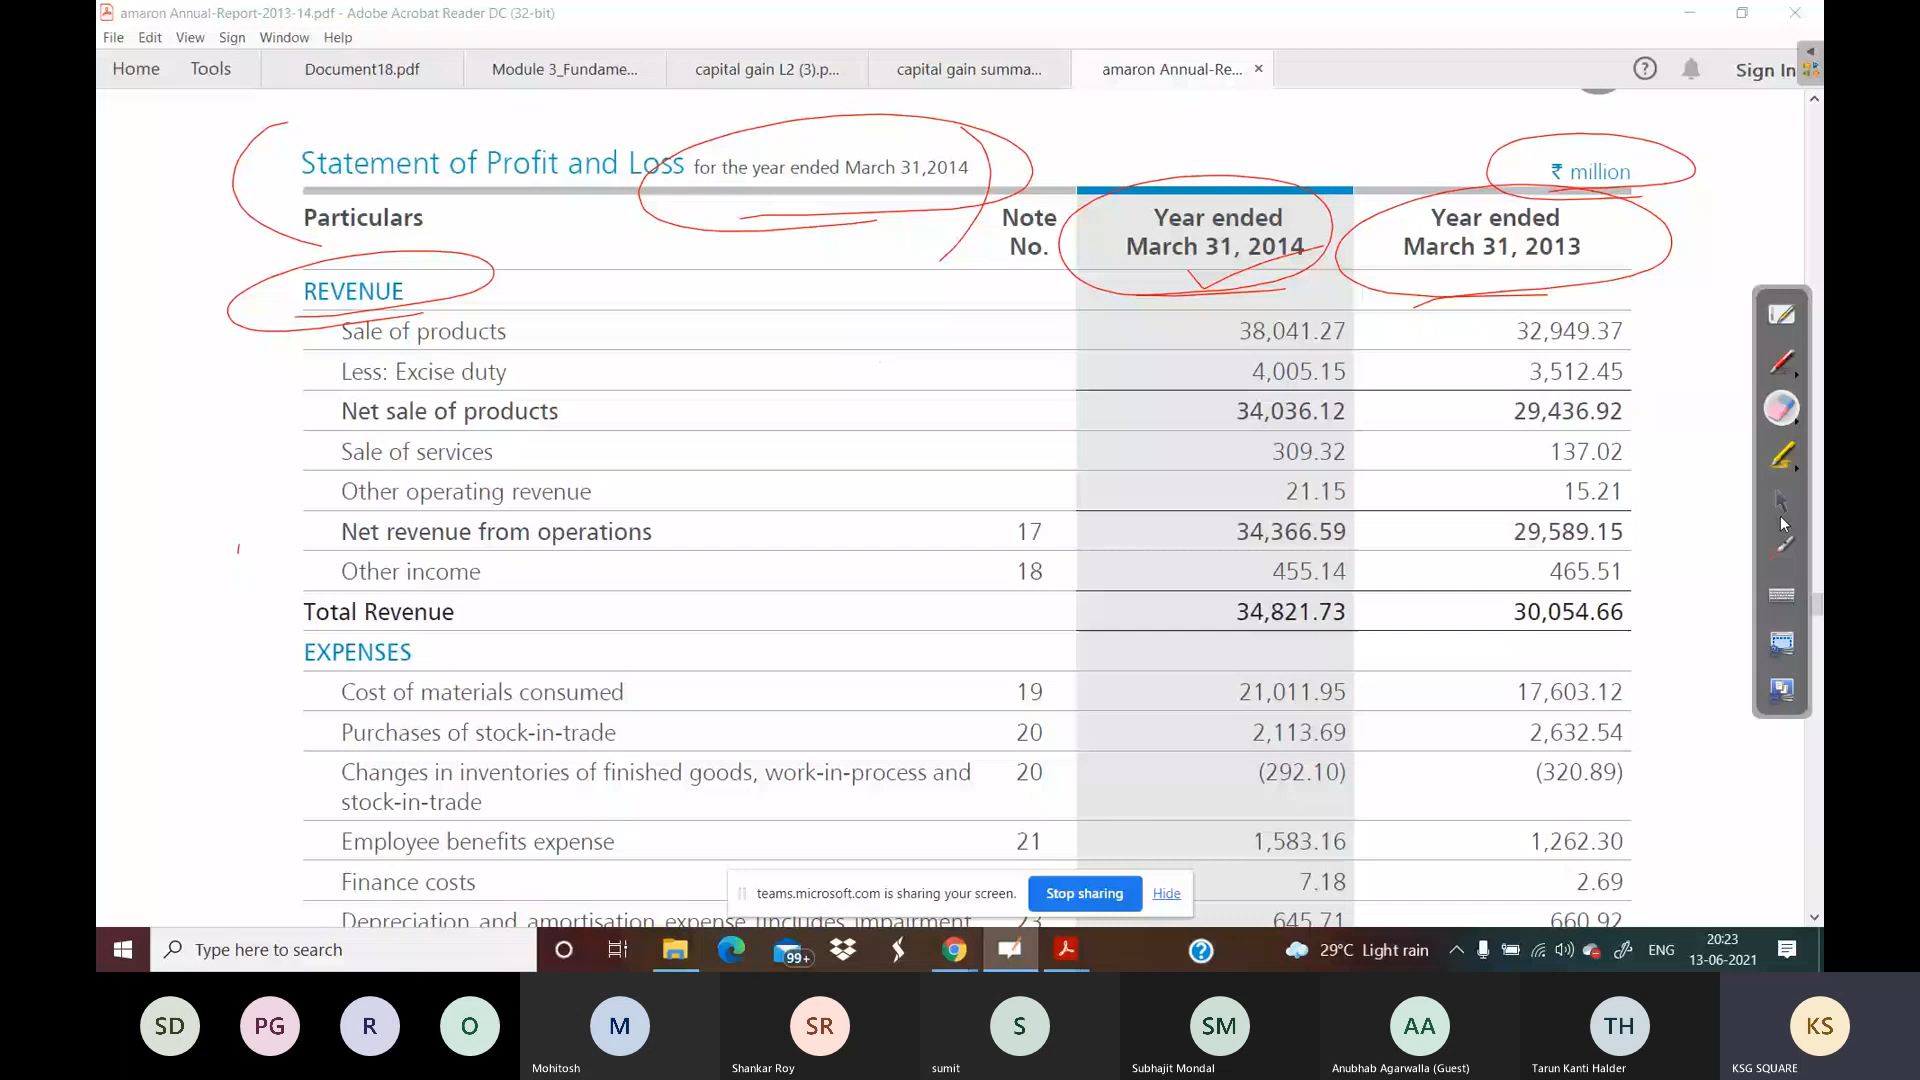 amaron Annual-Report-2013-14.pdf - Adobe Acrobat Reader DC (32-bit)
File Edit View Sign Window Help
Home Tools Document18.pdf Module 3_Fundame... capital gain L2 (3).p... capital gain summa... amaron Annual-Re... × Sign In
Statement of Profit and Loss for the year ended March 31,2014 ₹ million
Particulars Note No. Year ended March 31, 2014 Year ended March 31, 2013
REVENUE
Sale of products 38,041.27 32,949.37
Less: Excise duty 4,005.15 3,512.45
Net sale of products 34,036.12 29,436.92
Sale of services 309.32 137.02
Other operating revenue 21.15 15.21
Net revenue from operations 17 34,366.59 29,589.15
Other income 18 455.14 465.51
Total Revenue 34,821.73 30,054.66
EXPENSES
Cost of materials consumed 19 21,011.95 17,603.12
Purchases of stock-in-trade 20 2,113.69 2,632.54
Changes in inventories of finished goods, work-in-process and 20 (292.10) (320.89)
stock-in-trade
Employee benefits expense 21 1,583.16 1,262.30
Finance costs 7.18 2.69
teams.microsoft.com is sharing your screen. Stop sharing Hide
Depreciation and amortisation expense (includes impairment 23 645.71 660.92
Type here to search 99+ 29°C Light rain ENG 20:23
13-06-2021
SD PG R O M SR S SM AA TH KS
Mohitosh Shankar Roy sumit Subhajit Mondal Anubhab Agarwalla (Guest) Tarun Kanti Halder KSG SQUARE